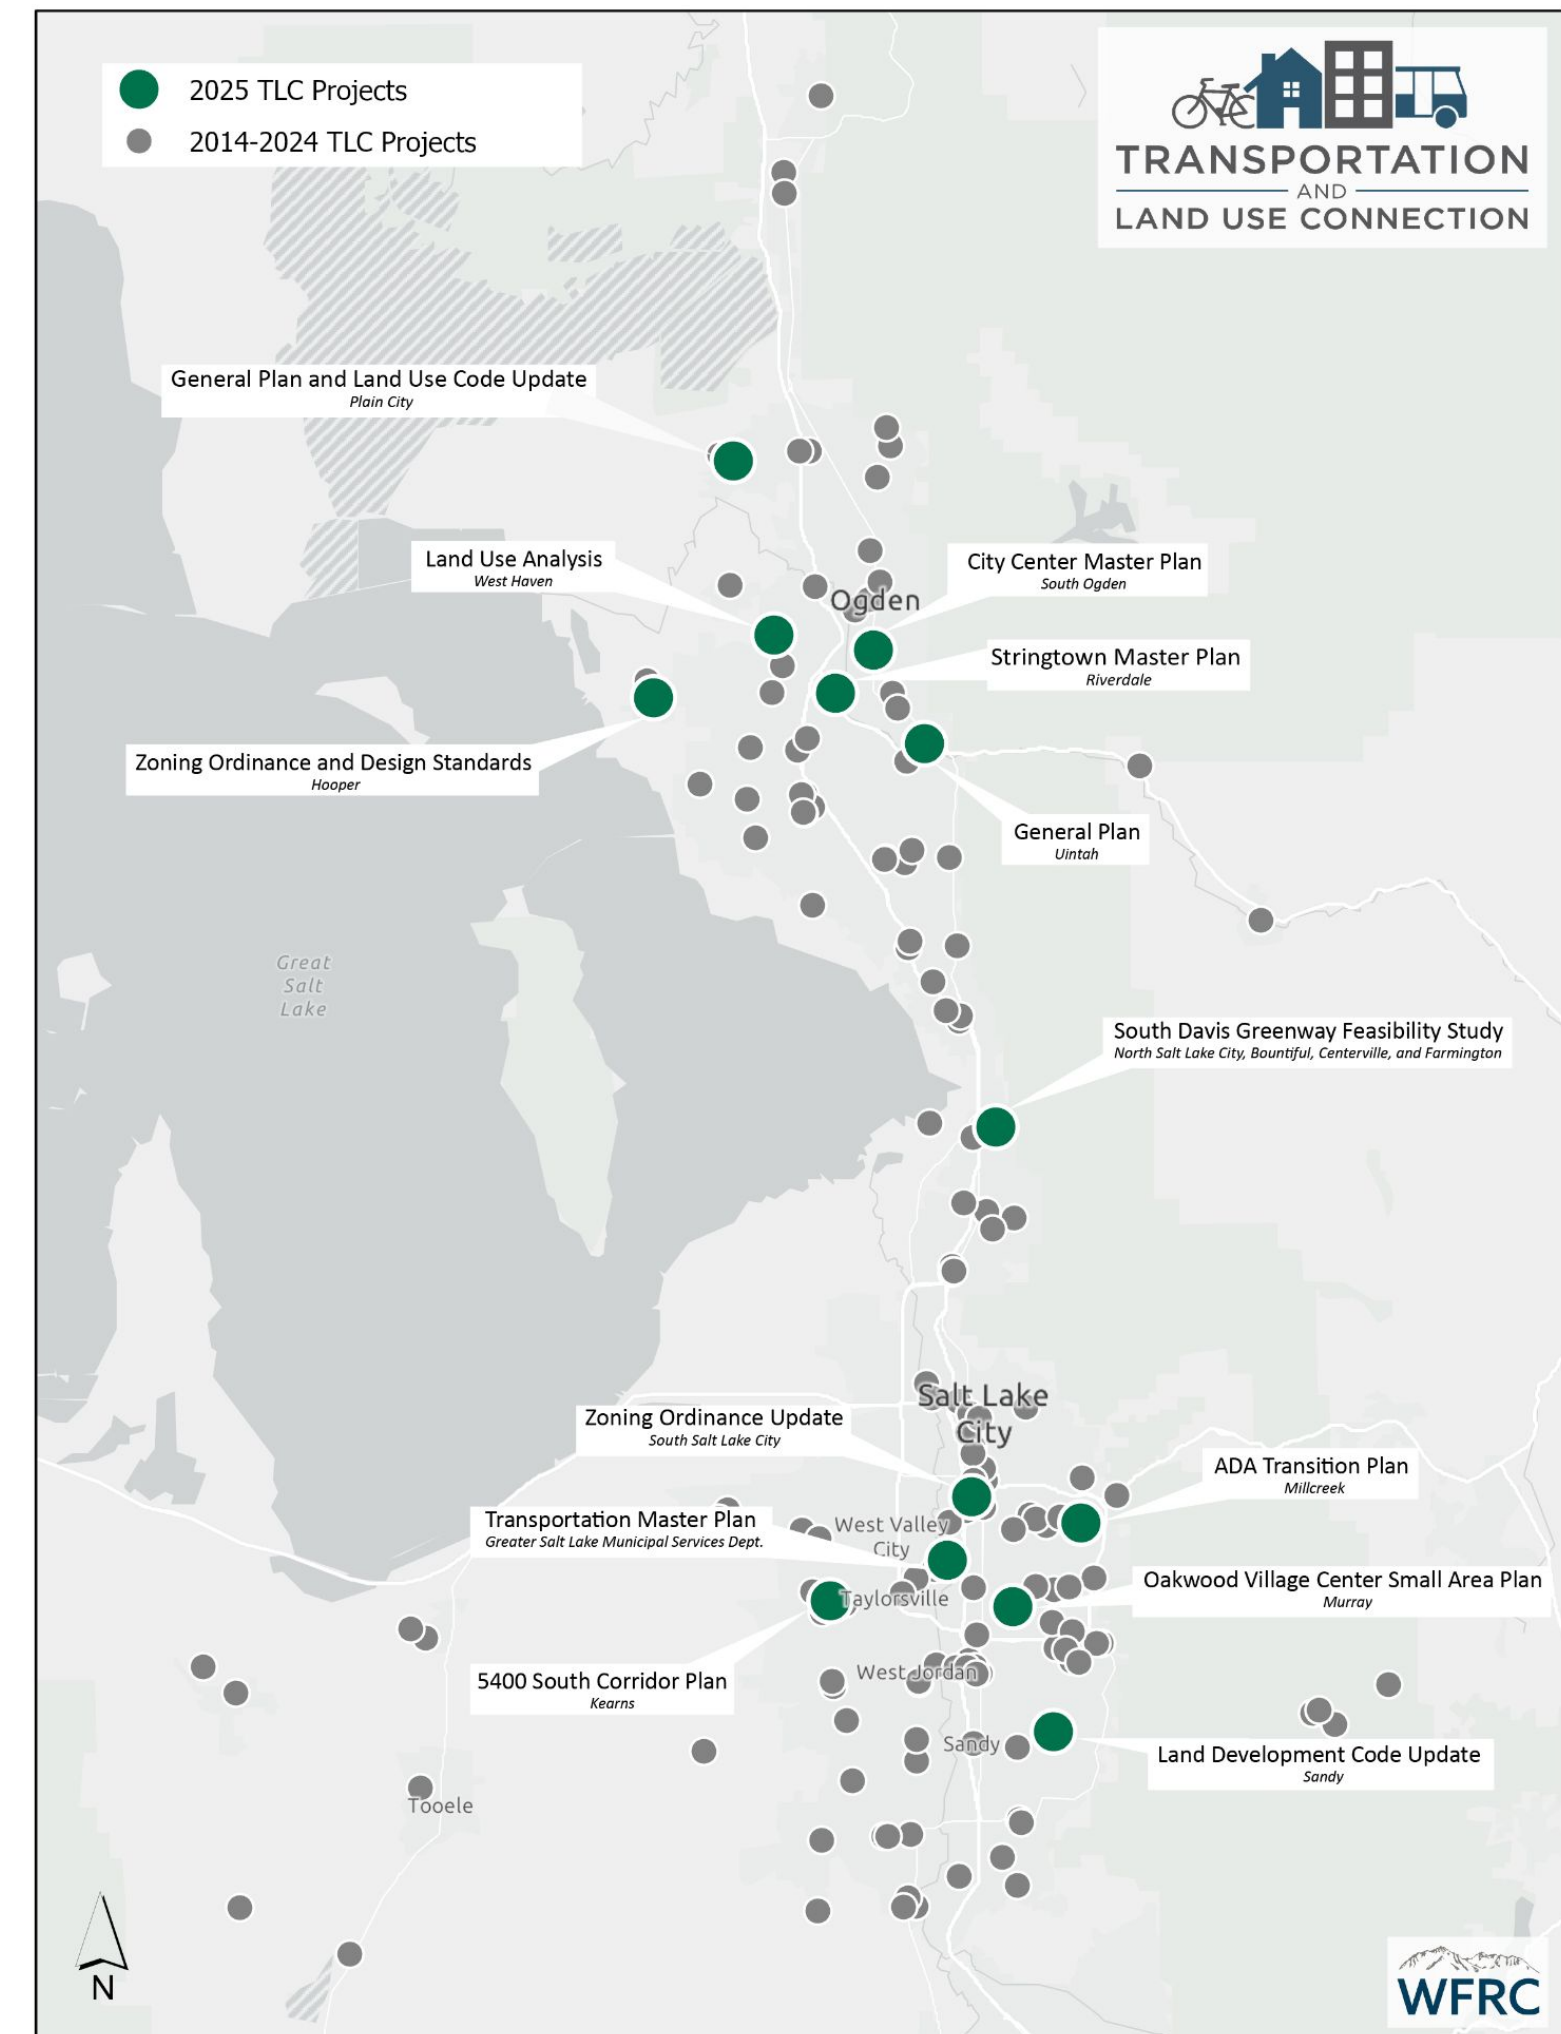 2025 TLC Projects
2014-2024 TLC Projects
TRANSPORTATION
AND
LAND USE CONNECTION
General Plan and Land Use Code Update
Plain City
Land Use Analysis
West Haven
City Center Master Plan
South Ogden
Ogden
Stringtown Master Plan
Riverdale
Zoning Ordinance and Design Standards
Hooper
General Plan
Uintah
Great
Salt
Lake
South Davis Greenway Feasibility Study
North Salt Lake City, Bountiful, Centerville, and Farmington
Salt Lake
City
Zoning Ordinance Update
South Salt Lake City
ADA Transition Plan
Millcreek
Transportation Master Plan
Greater Salt Lake Municipal Services Dept.
West Valley
City
Oakwood Village Center Small Area Plan
Murray
Taylorsville
5400 South Corridor Plan
Kearns
West Jordan
Sandy
Land Development Code Update
Sandy
Tooele
N
WFRC